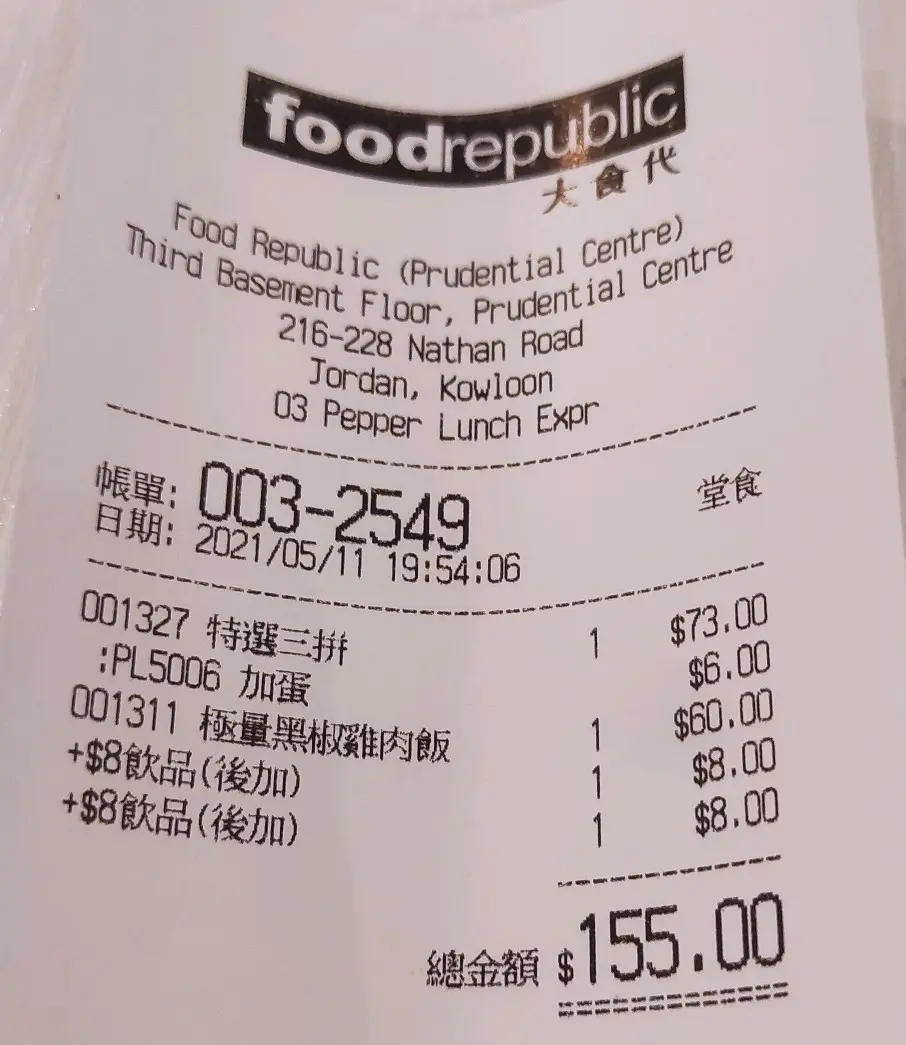 foodrepublic
大食代
Food Republic (Prudential Centre)
Third Basement Floor, Prudential Centre
216-228 Nathan Road
Jordan, Kowloon
03 Pepper Lunch Expr
帳單: 003-2549 堂食
日期: 2021/05/11 19:54:06
001327 特選三拼 1 $73.00
:PL5006 加蛋 $6.00
001311 極量黑椒雞肉飯 1 $60.00
+$8飲品(後加) 1 $8.00
+$8飲品(後加) 1 $8.00
總金額 $155.00